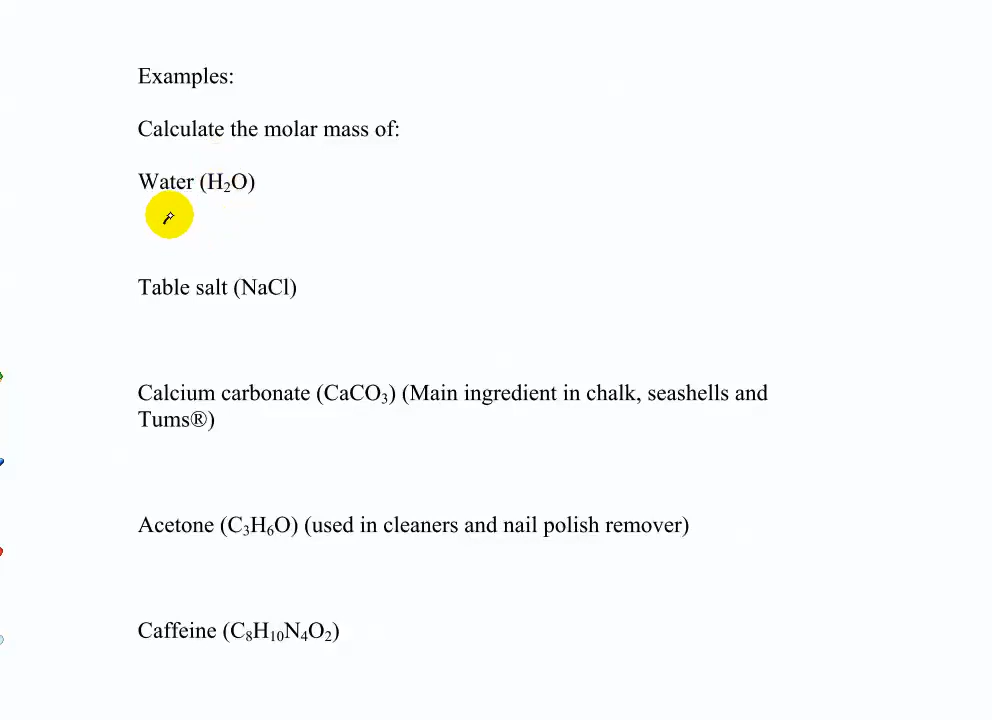 Examples:
Calculate the molar mass of:
Water (H₂O)
Table salt (NaCl)
Calcium carbonate (CaCO₃) (Main ingredient in chalk, seashells and
Tums®)
Acetone (C₃H₆O) (used in cleaners and nail polish remover)
Caffeine (C₈H₁₀N₄O₂)